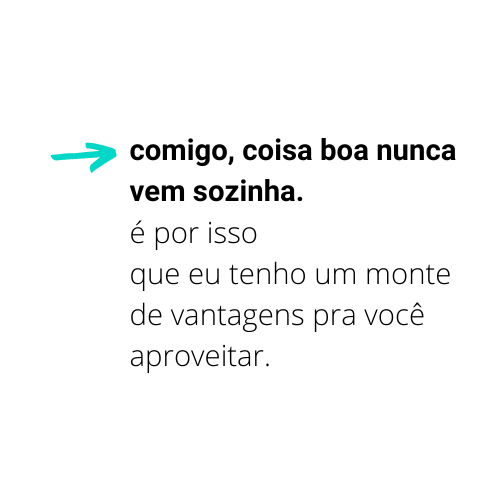 comigo, coisa boa nunca
vem sozinha.
é por isso
que eu tenho um monte
de vantagens pra você
aproveitar.